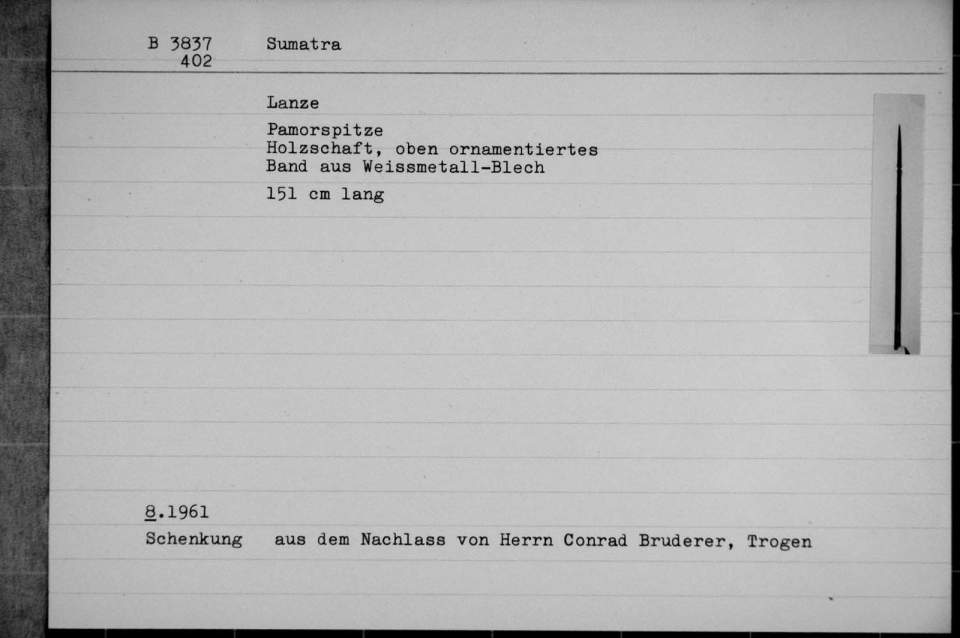 B 3837 Sumatra
402
Lanze
Pamorspitze
Holzschaft, oben ornamentiertes
Band aus Weissmetall-Blech
151 cm lang
8.1961
Schenkung aus dem Nachlass von Herrn Conrad Bruderer, Trogen